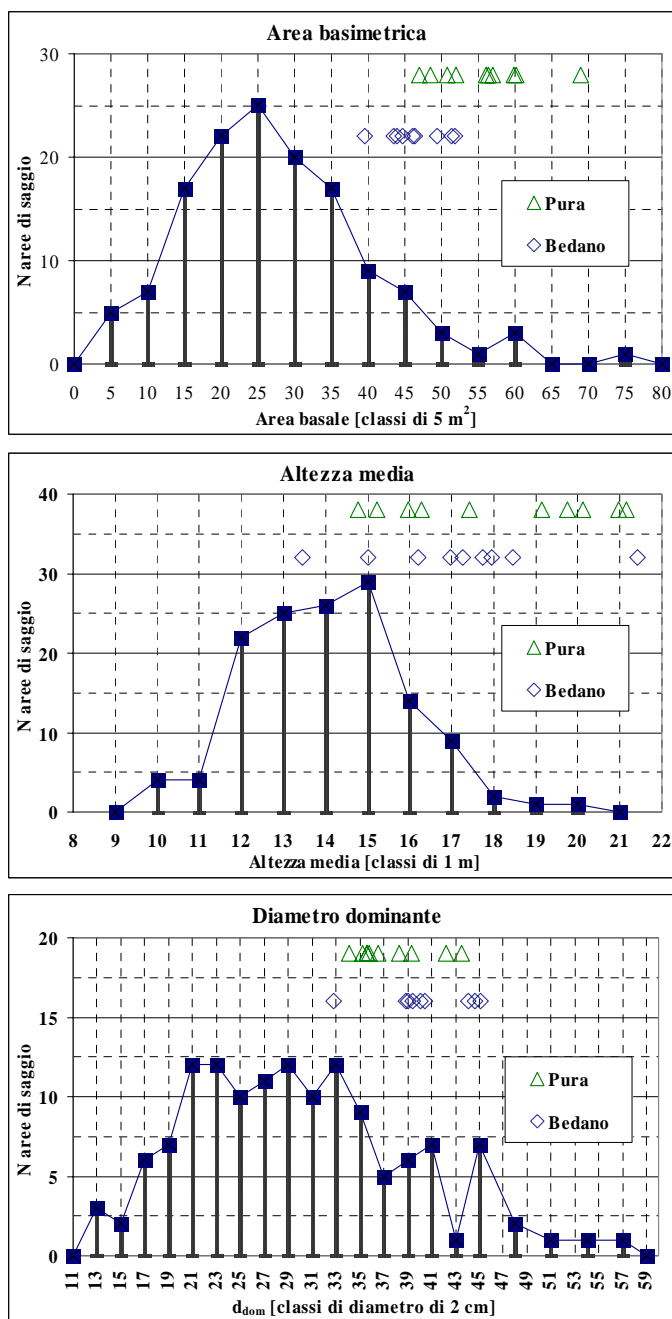 Area basimetrica
30
20
10
0
N aree di saggio
Pura
Bedano
0 5 10 15 20 25 30 35 40 45 50 55 60 65 70 75 80
Area basale [classi di 5 m²]
Altezza media
40
30
20
10
0
N aree di saggio
Pura
Bedano
8 9 10 11 12 13 14 15 16 17 18 19 20 21 22
Altezza media [classi di 1 m]
Diametro dominante
20
15
10
5
0
N aree di saggio
Pura
Bedano
11 13 15 17 19 21 23 25 27 29 31 33 35 37 39 41 43 45 47 49 51 53 55 57 59
d_dom [classi di diametro di 2 cm]